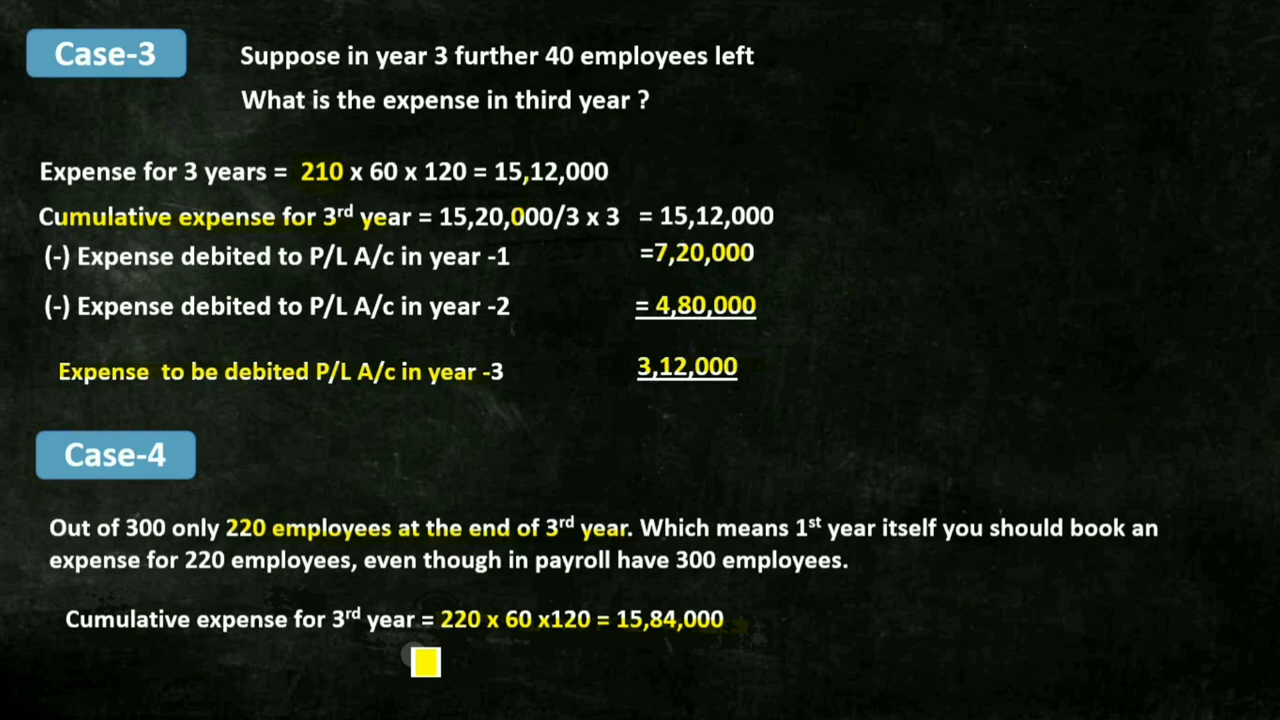 Case-3
Suppose in year 3 further 40 employees left
What is the expense in third year ?
Expense for 3 years = 210 x 60 x 120 = 15,12,000
Cumulative expense for 3rd year = 15,20,000/3 x 3 = 15,12,000
(-) Expense debited to P/L A/c in year -1 =7,20,000
(-) Expense debited to P/L A/c in year -2 = 4,80,000
Expense to be debited P/L A/c in year -3 3,12,000
Case-4
Out of 300 only 220 employees at the end of 3rd year. Which means 1st year itself you should book an
expense for 220 employees, even though in payroll have 300 employees.
Cumulative expense for 3rd year = 220 x 60 x120 = 15,84,000